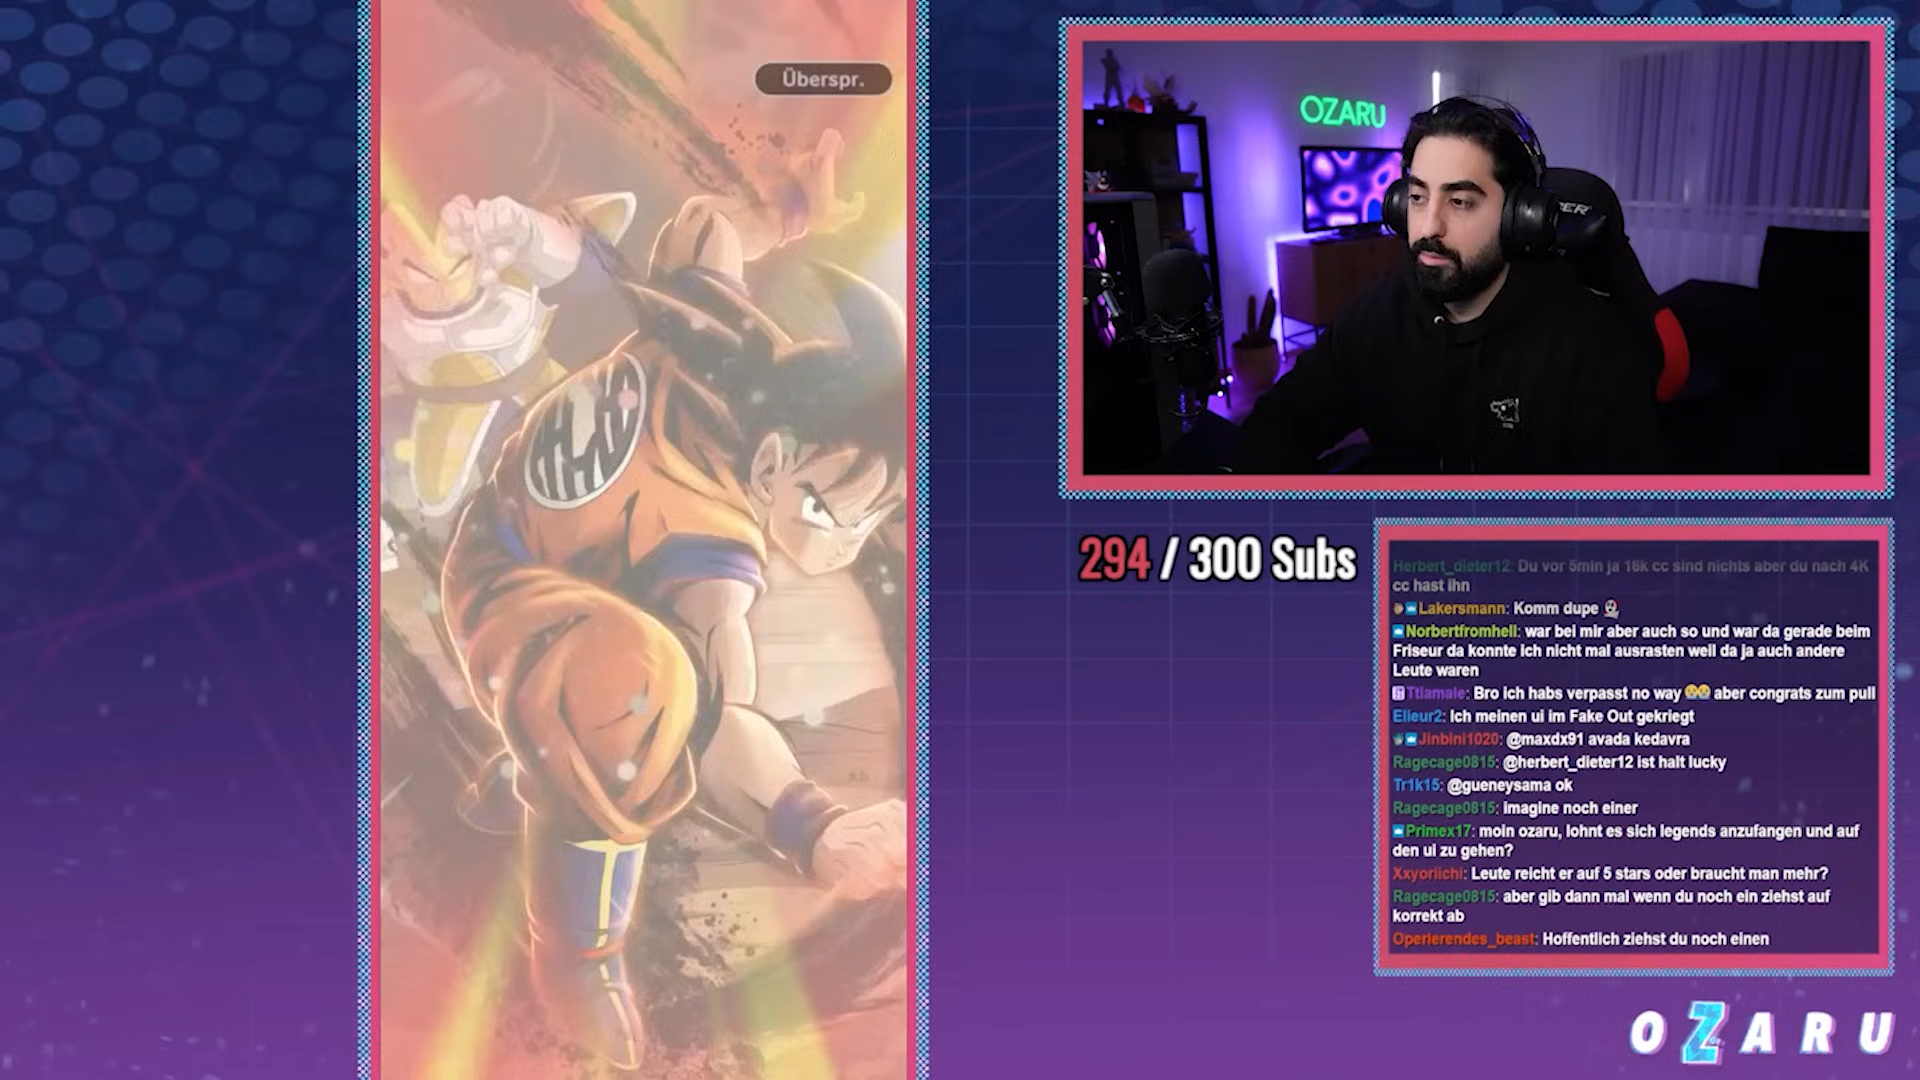 Überspr.
OZARU
294 / 300 Subs
Herbert_dieter12: Du vor 5min ja 16k cc sind nichts aber du nach 4K
cc hast ihn
Lakersmann: Komm dupe
Norbertfromhell: war bei mir aber auch so und war da gerade beim
Friseur da konnte ich nicht mal ausrasten weil da ja auch andere
Leute waren
Ttiamale: Bro ich habs verpasst no way 😭😭 aber congrats zum pull
Elieur2: Ich meinen ui im Fake Out gekriegt
Jinbini1020: @maxdx91 avada kedavra
Ragecage0815: @herbert_dieter12 ist halt lucky
Tr1k15: @gueneysama ok
Ragecage0815: imagine noch einer
Primex17: moin ozaru, lohnt es sich legends anzufangen und auf
den ui zu gehen?
Xxyoriichi: Leute reicht er auf 5 stars oder braucht man mehr?
Ragecage0815: aber gib dann mal wenn du noch ein ziehst auf
korrekt ab
Operierendes_beast: Hoffentlich ziehst du noch einen
OZARU